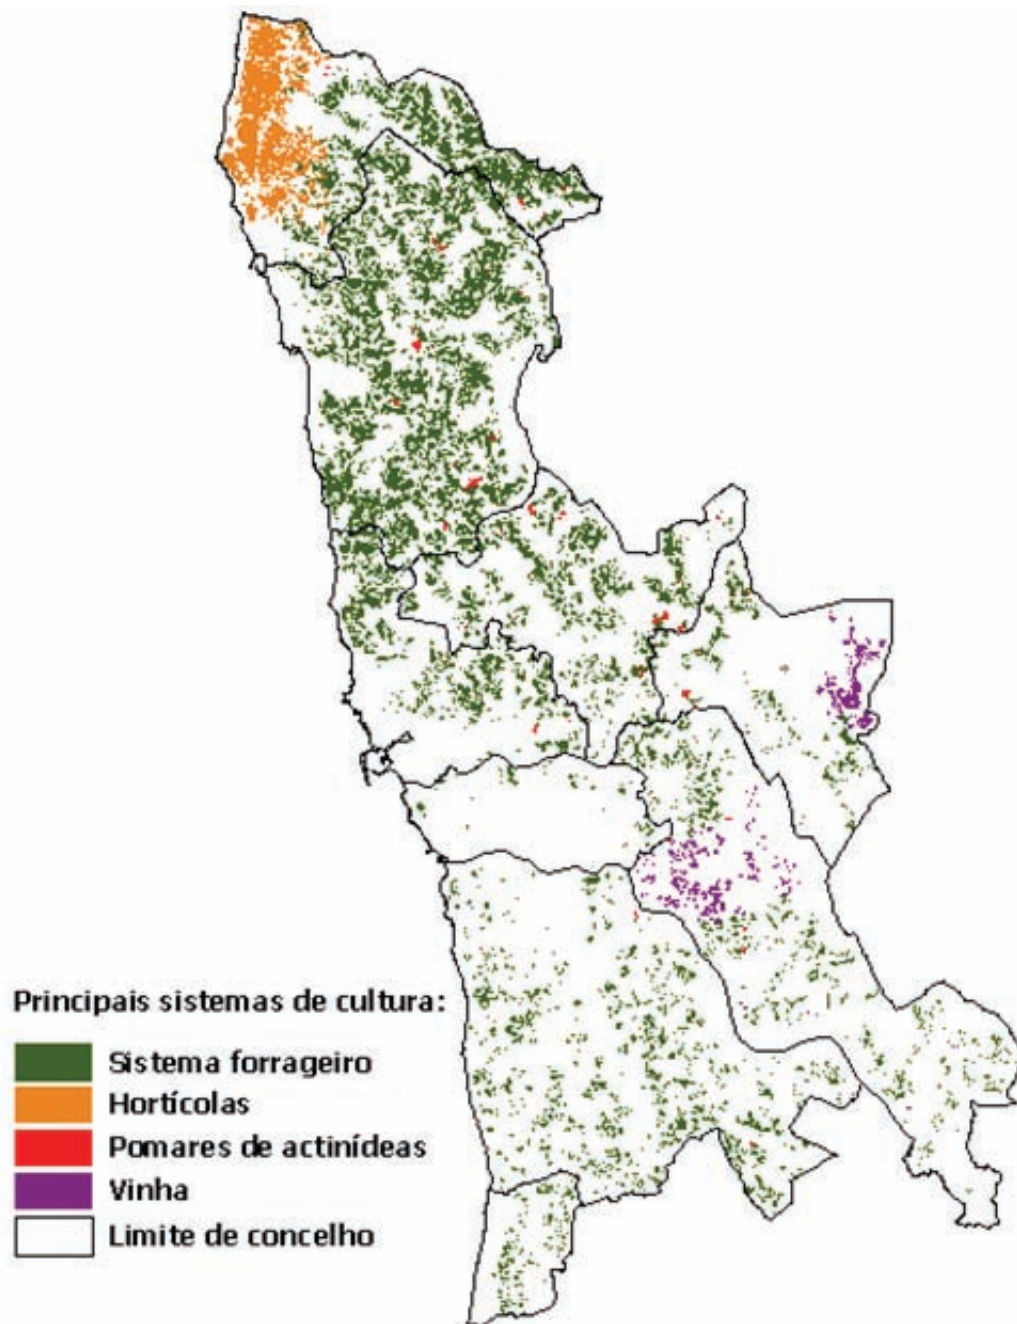 Principais sistemas de cultura:
Sistema forrageiro
Hortícolas
Pomares de actinídeas
Vinha
Limite de concelho